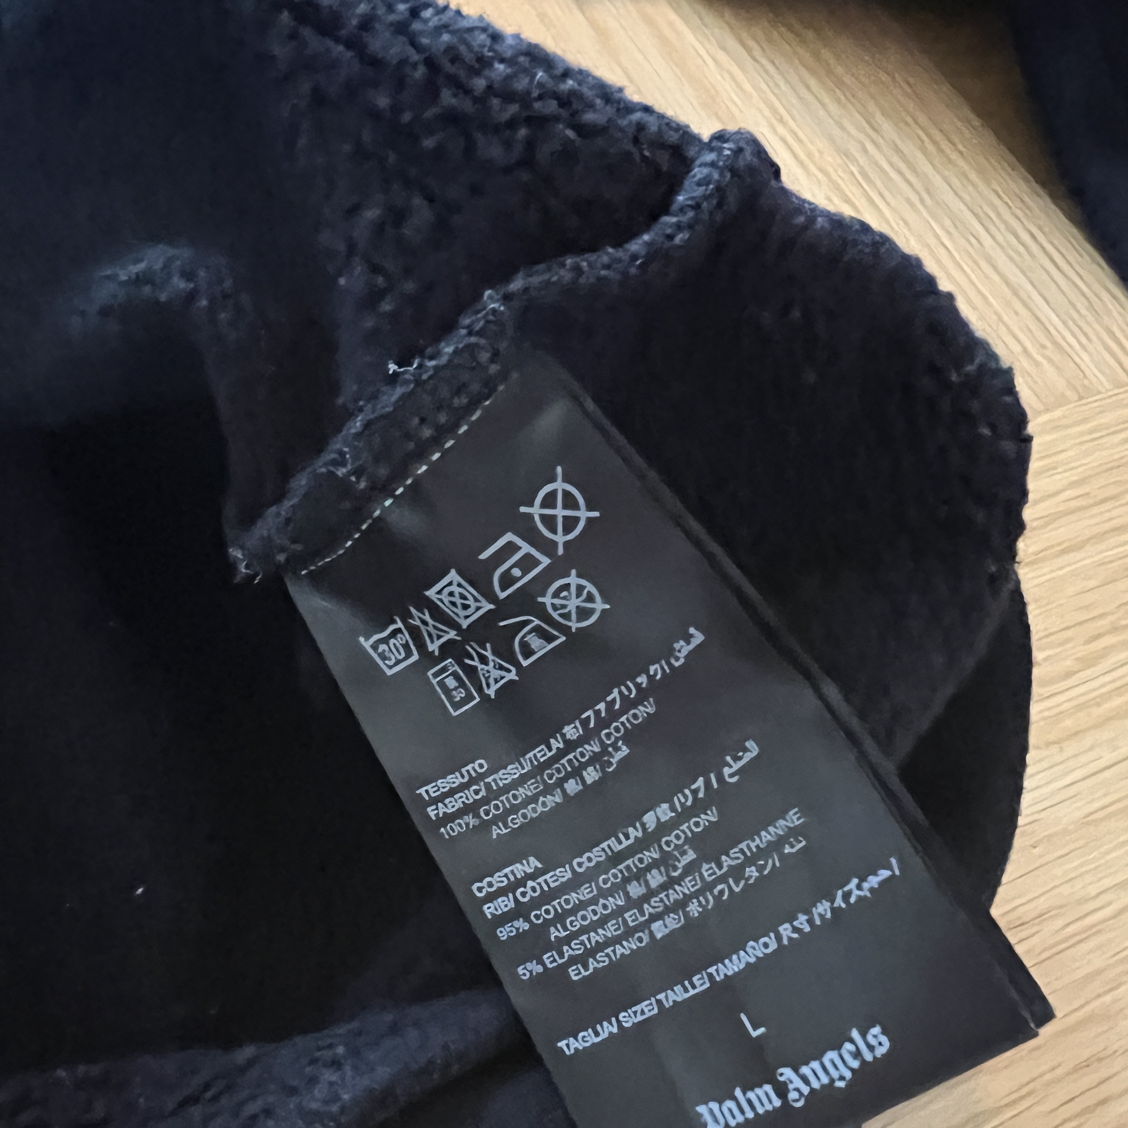 30°
TESSUTO
FABRIC/ TISSU/TELA/ 布/ ファブリック/ قماش
100% COTONE/ COTTON/ COTON/
ALGODÓN/ 棉/ 綿/ قطن
COSTINA
RIB/ CÔTES/ COSTILLA/ 罗纹 /リブ / الضلع
95% COTONE/ COTTON/ COTON/
ALGODÓN/ 棉/ 綿/ قطن
5% ELASTANE/ ELASTANE/ ÉLASTHANNE
ELASTANO/ ポリウレタン/
TAGLIA/ SIZE/ TAILLE/ TAMAÑO/ 尺寸 /サイズ/حجم
L
Palm Angels